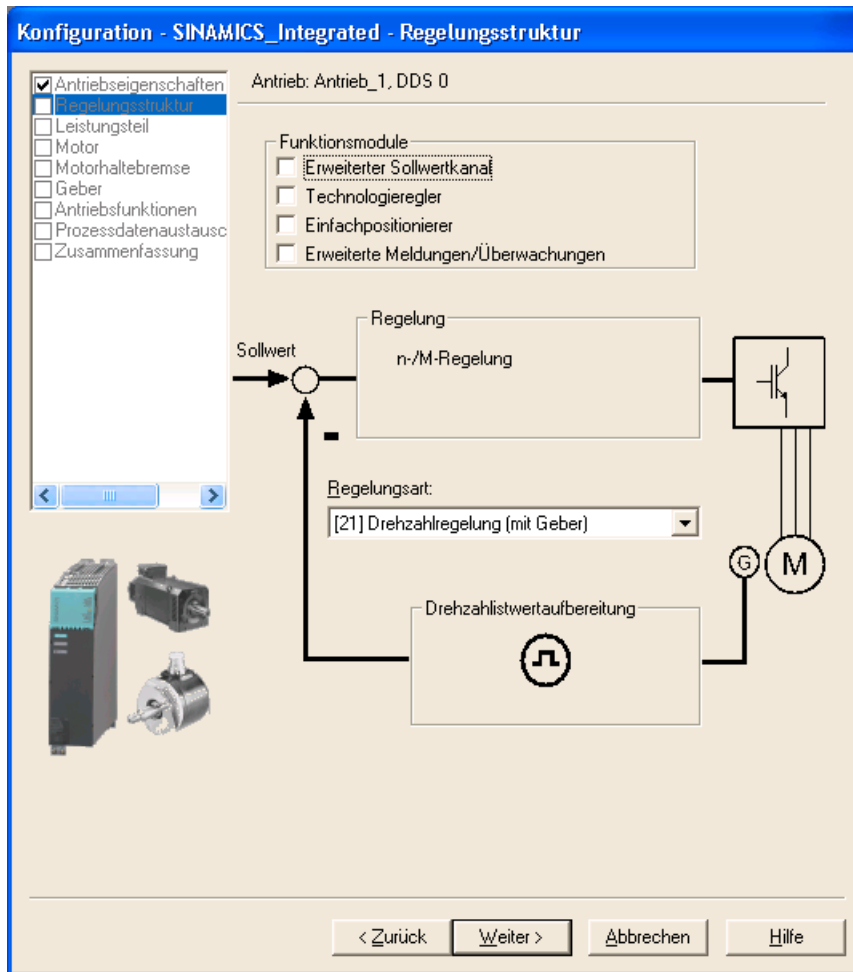 Konfiguration - SINAMICS_Integrated - Regelungsstruktur
Antriebseigenschaften
Regelungsstruktur
Leistungsteil
Motor
Motorhaltebremse
Geber
Antriebsfunktionen
Prozessdatenaustausc
Zusammenfassung
Antrieb: Antrieb_1, DDS 0
Funktionsmodule
Erweiterter Sollwertkanal
Technologieregler
Einfachpositionierer
Erweiterte Meldungen/Überwachungen
Sollwert
Regelung
n-/M-Regelung
Regelungsart:
[21] Drehzahlregelung (mit Geber)
G
M
Drehzahlistwertaufbereitung
< Zurück
Weiter >
Abbrechen
Hilfe